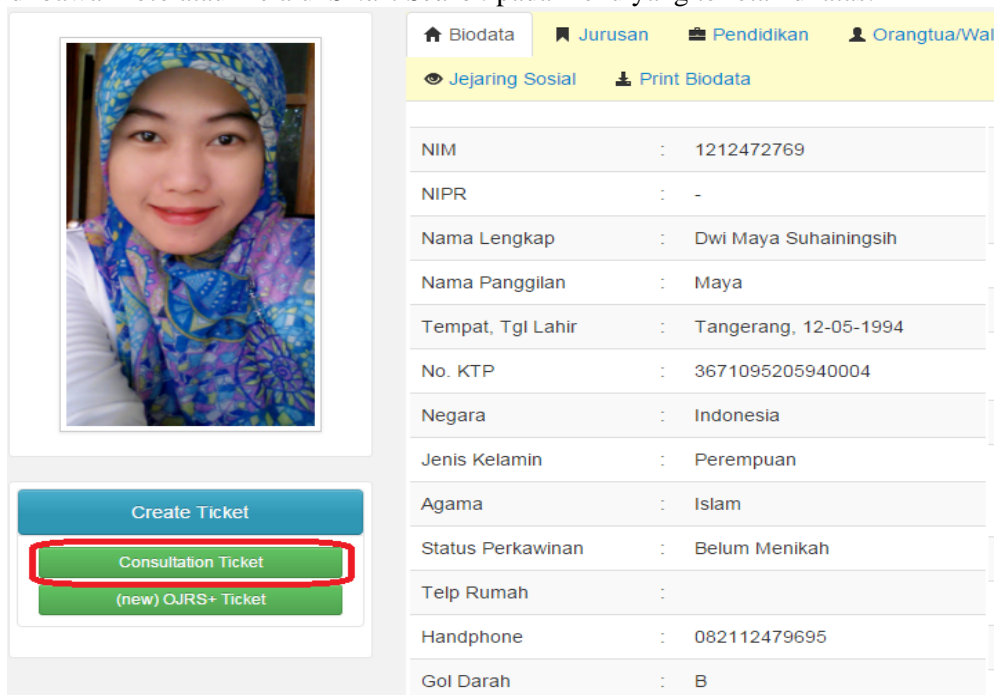 Biodata Jurusan Pendidikan Orangtua/Wal
Jejaring Sosial Print Biodata
NIM : 1212472769
NIPR : -
Nama Lengkap : Dwi Maya Suhainingsih
Nama Panggilan : Maya
Tempat, Tgl Lahir : Tangerang, 12-05-1994
No. KTP : 3671095205940004
Negara : Indonesia
Jenis Kelamin : Perempuan
Agama : Islam
Status Perkawinan : Belum Menikah
Telp Rumah :
Handphone : 082112479695
Gol Darah : B
Create Ticket
Consultation Ticket
(new) OJRS+ Ticket